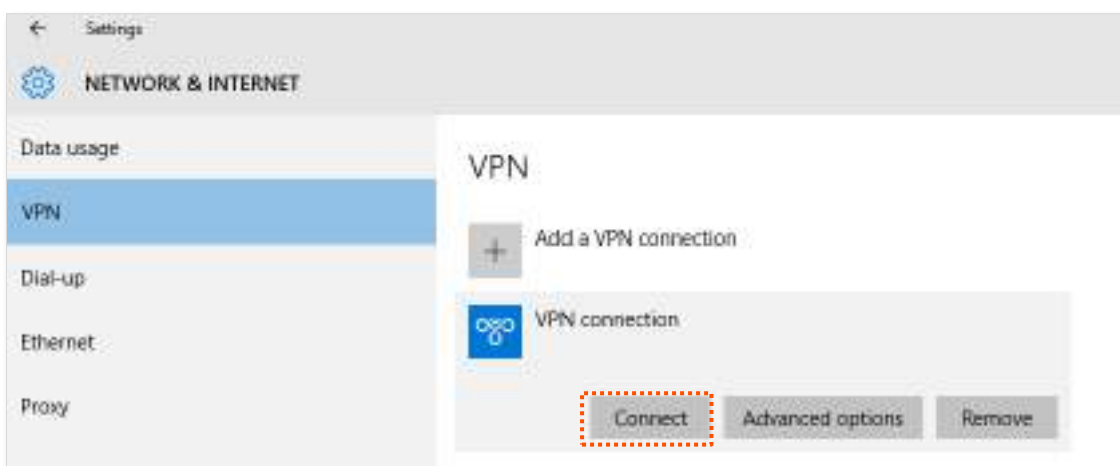 Settings
NETWORK & INTERNET
Data usage
VPN
Dial-up
Ethernet
Proxy
VPN
Add a VPN connection
VPN connection
Connect Advanced options Remove